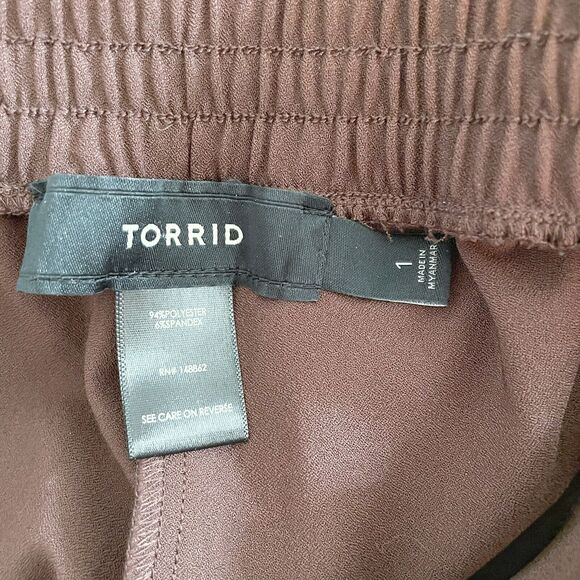 TORRID
1
MADE IN
MYANMAR
94%POLYESTER
6%SPANDEX
RN# 148862
SEE CARE ON REVERSE